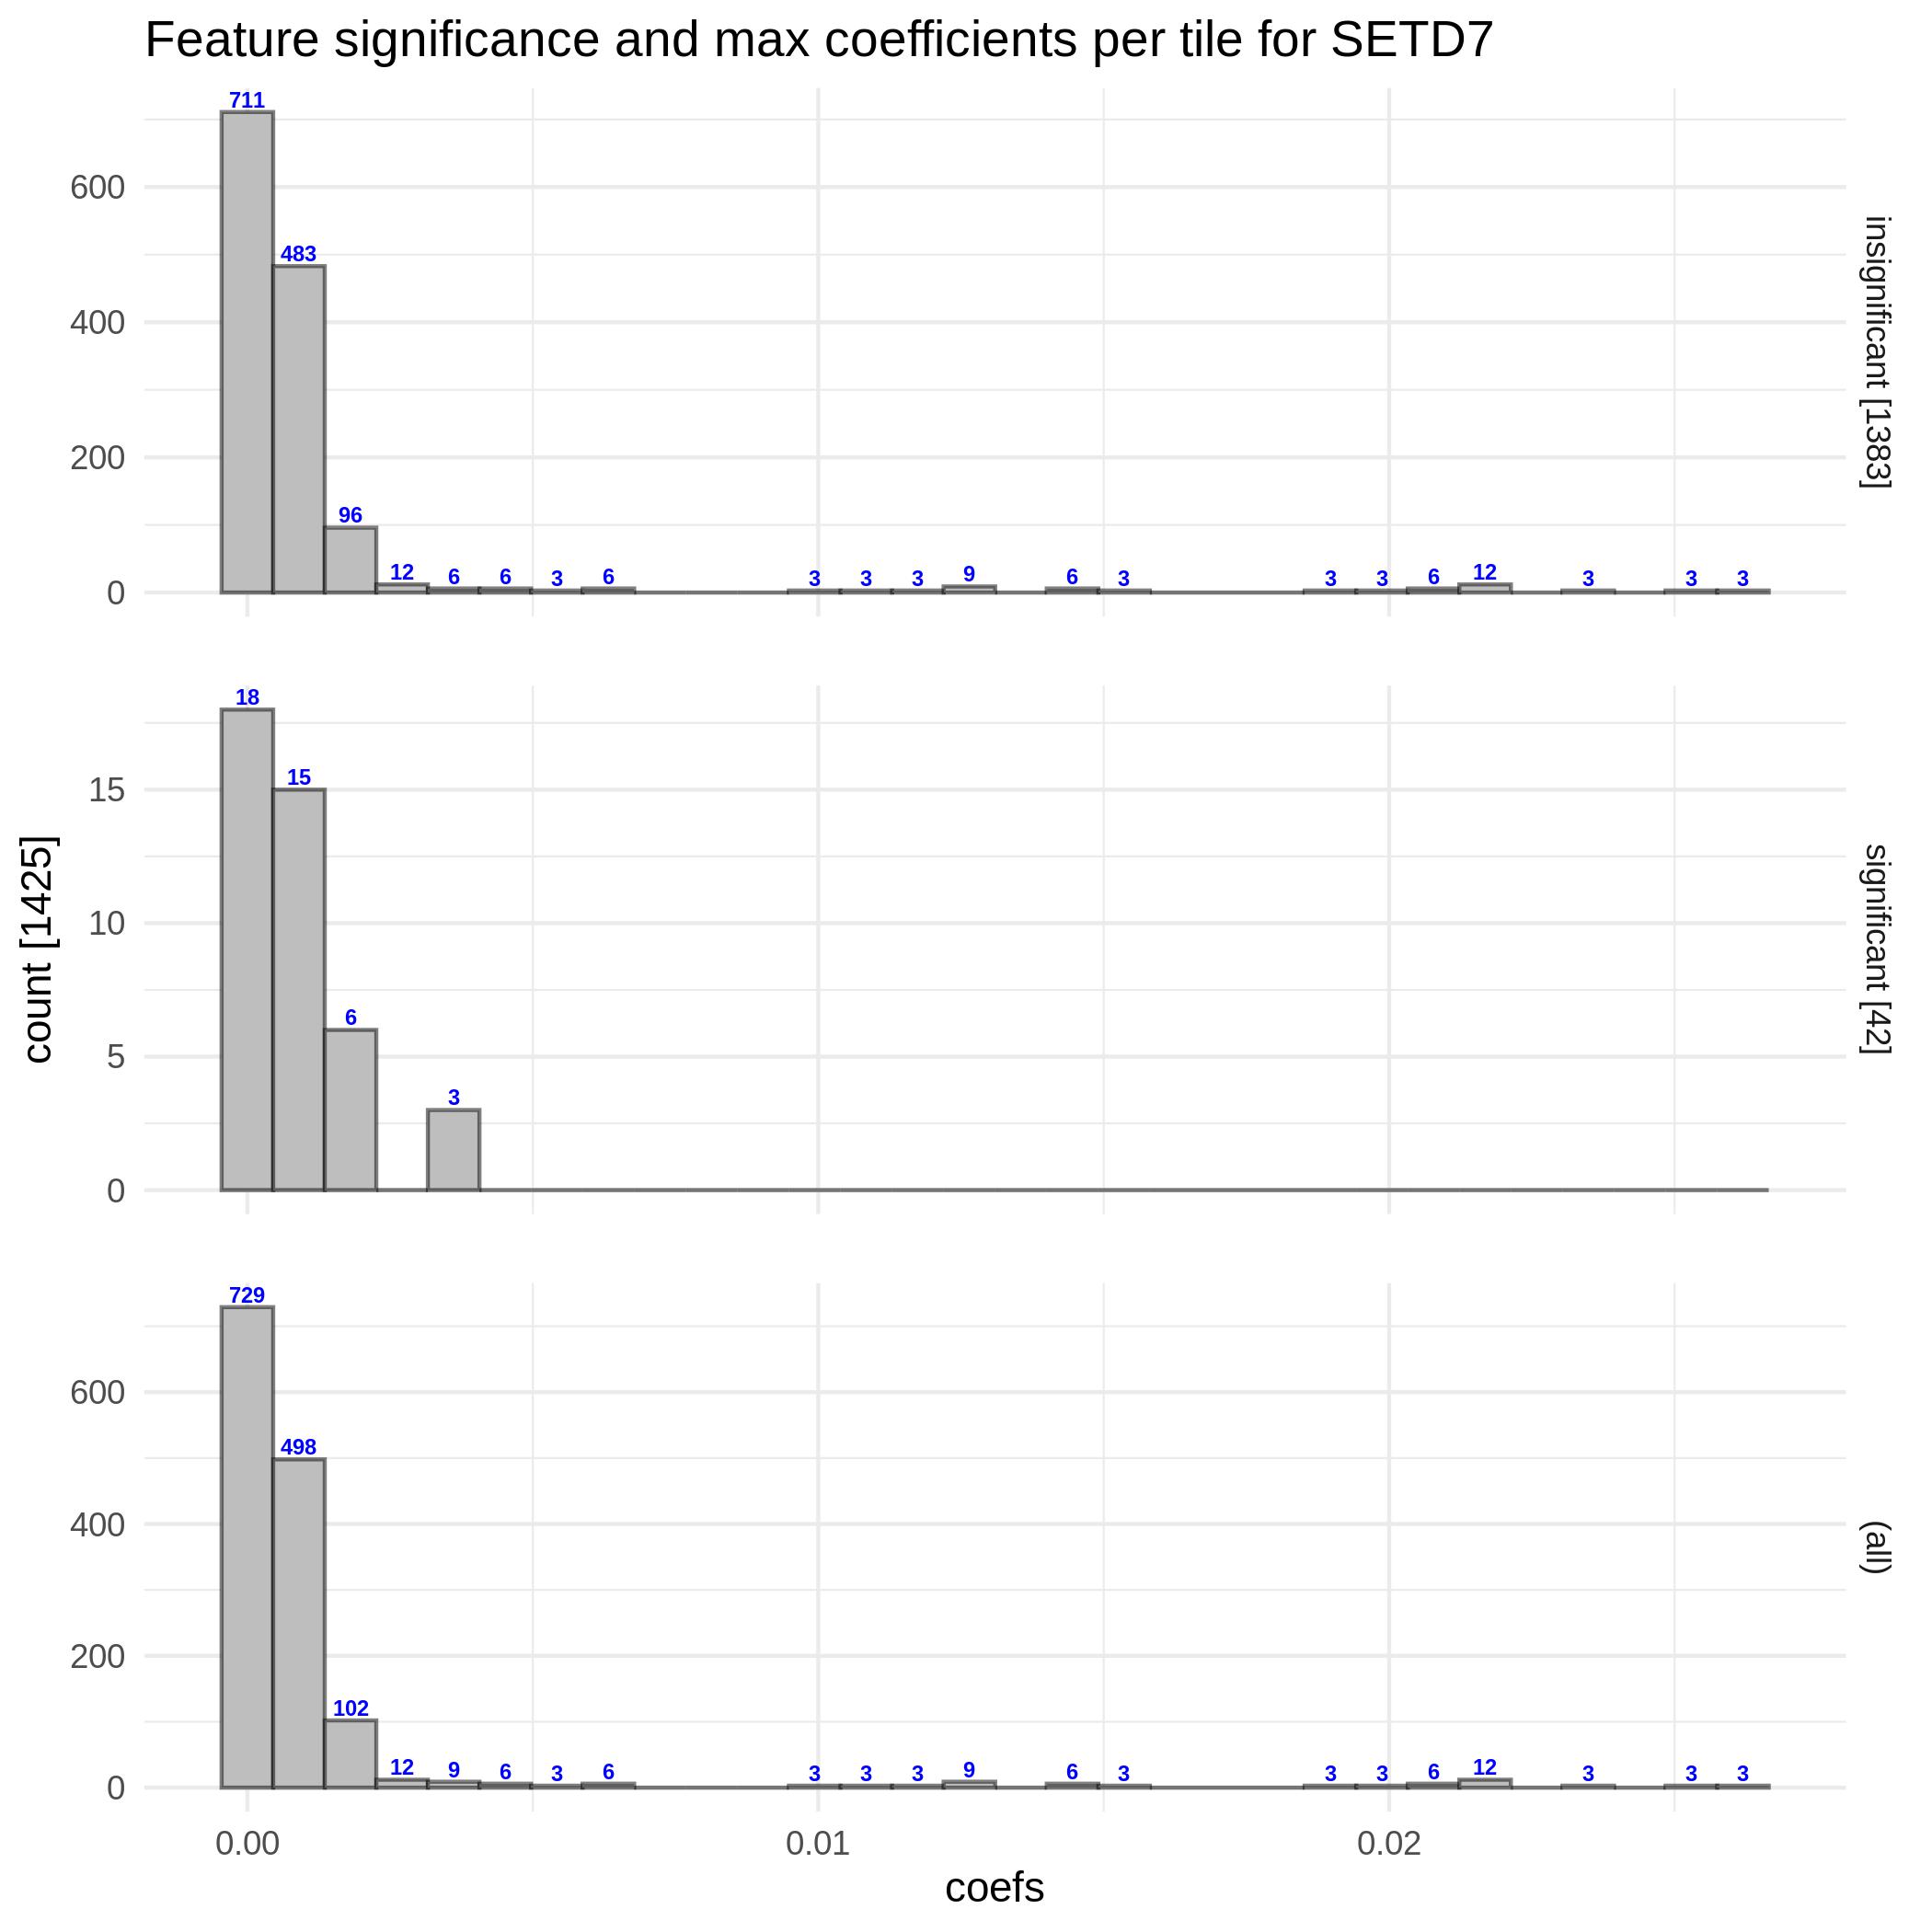 Feature significance and max coefficients per tile for SETD7
count [1425]
711
483
96
12 6 6 3 6 3 3 3 9 6 3 3 3 6 12 3 3 3
600
400
200
0
insignificant [1383]
18
15
6
3
15
10
5
0
significant [42]
729
498
102
12 9 6 3 6 3 3 3 9 6 3 3 3 6 12 3 3 3
600
400
200
0
(all)
0.00 0.01 0.02
coefs